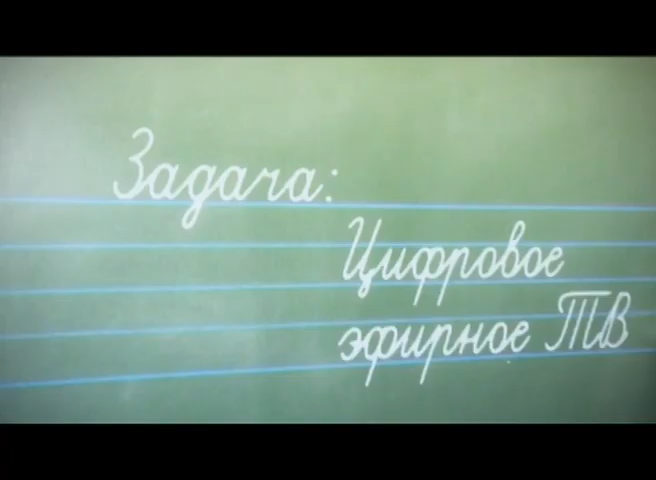 Задача:
Цифровое
эфирное ТВ